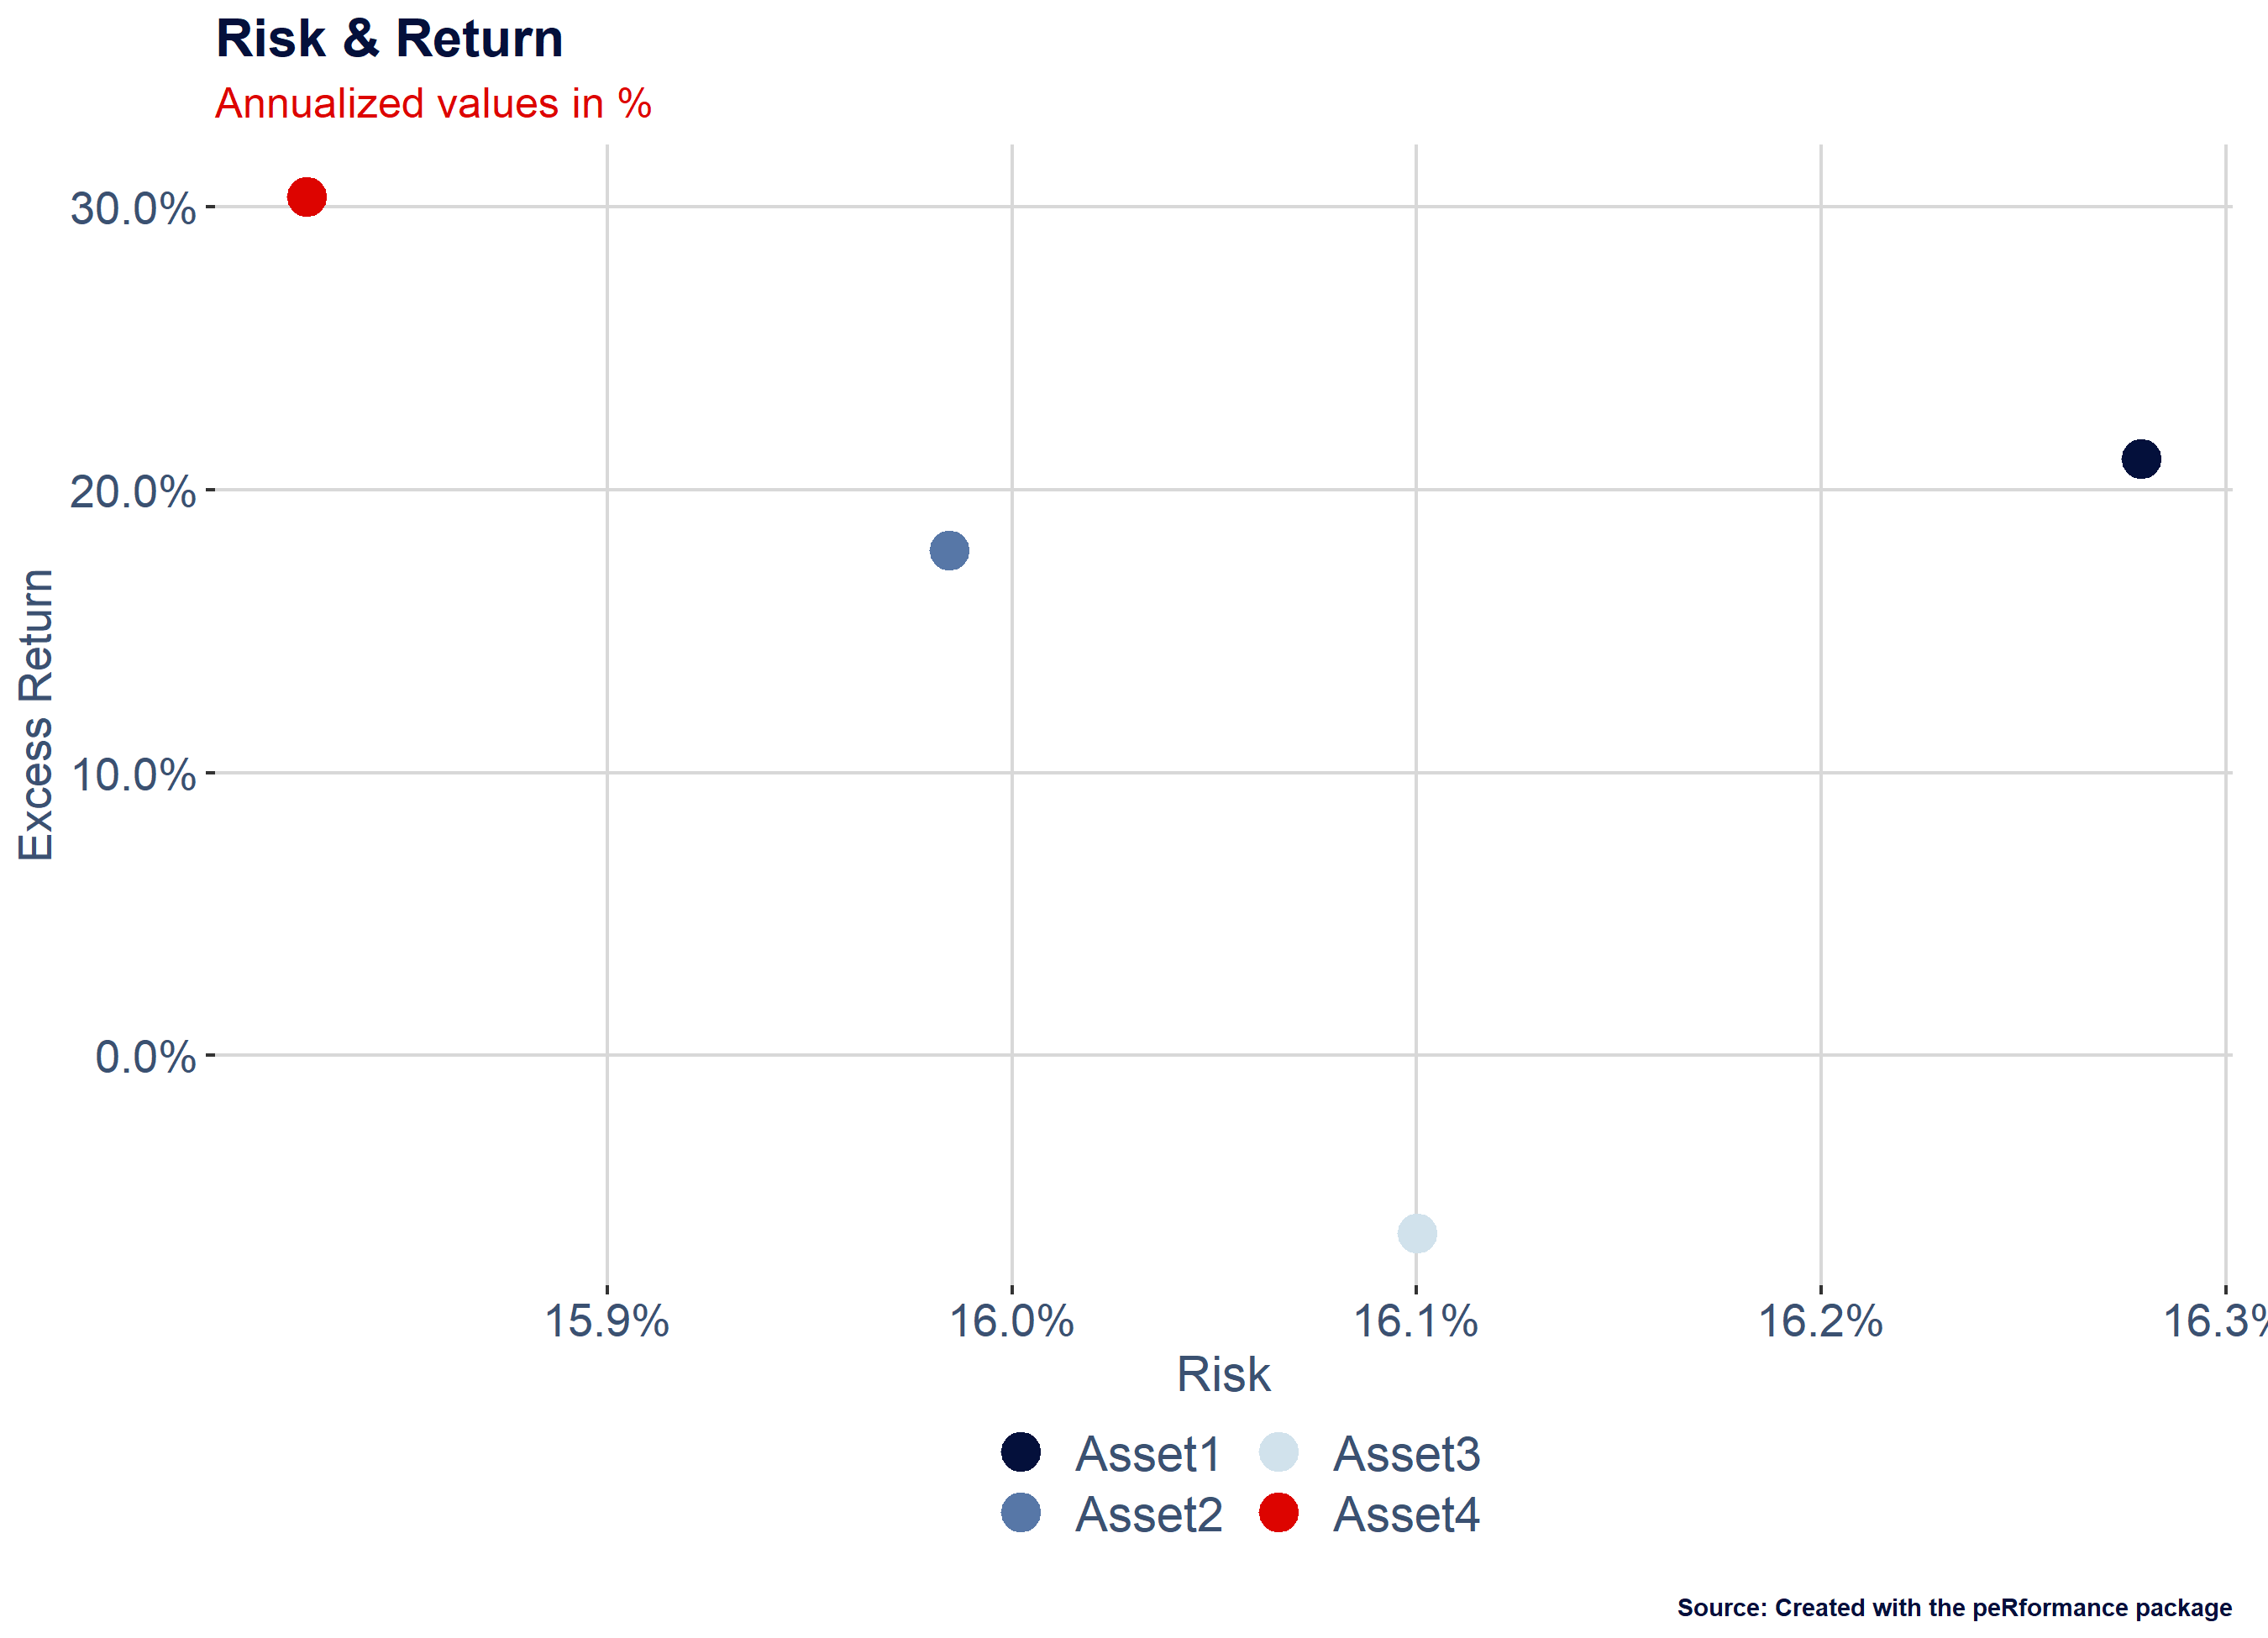 Risk & Return
Annualized values in %
30.0%
20.0%
10.0%
0.0%
Excess Return
15.9% 16.0% 16.1% 16.2% 16.3%
Risk
Asset1 Asset3
Asset2 Asset4
Source: Created with the peRformance package